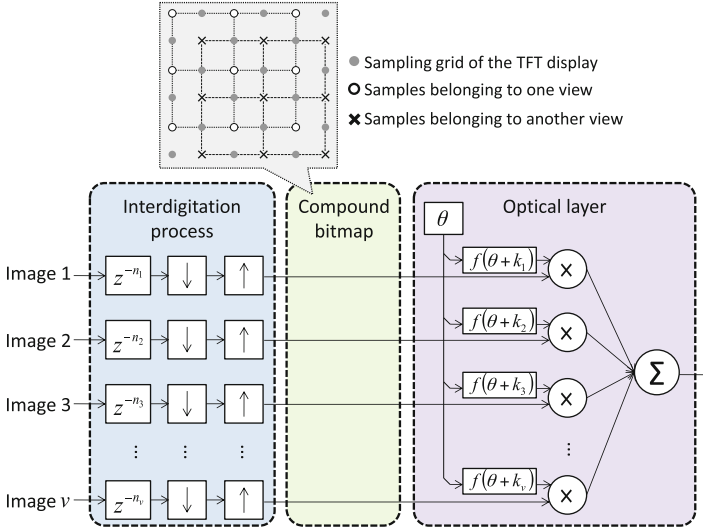 Sampling grid of the TFT display
Samples belonging to one view
Samples belonging to another view
Interdigitation
process
Compound
bitmap
Optical layer
θ
Image 1 z^{-n_1} ↓ ↑ f(θ + k_1) ×
Image 2 z^{-n_2} ↓ ↑ f(θ + k_2) ×
Σ
Image 3 z^{-n_3} ↓ ↑ f(θ + k_3) ×
⋮ ⋮ ⋮ ⋮
Image v z^{-n_v} ↓ ↑ f(θ + k_v) ×